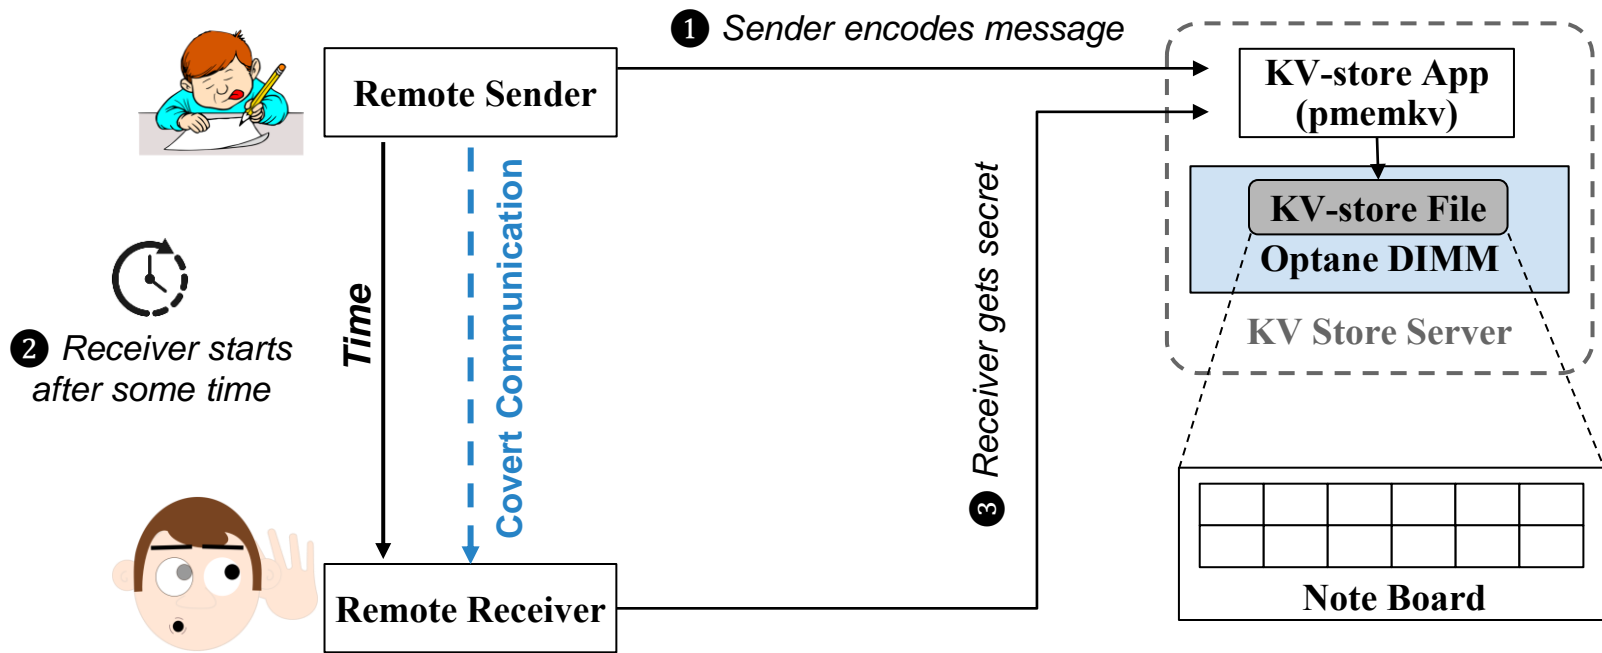 ❶ Sender encodes message
Remote Sender
KV-store App
(pmemkv)
KV-store File
Optane DIMM
KV Store Server
Time
Covert Communication
❷ Receiver starts
after some time
❸ Receiver gets secret
Remote Receiver
Note Board